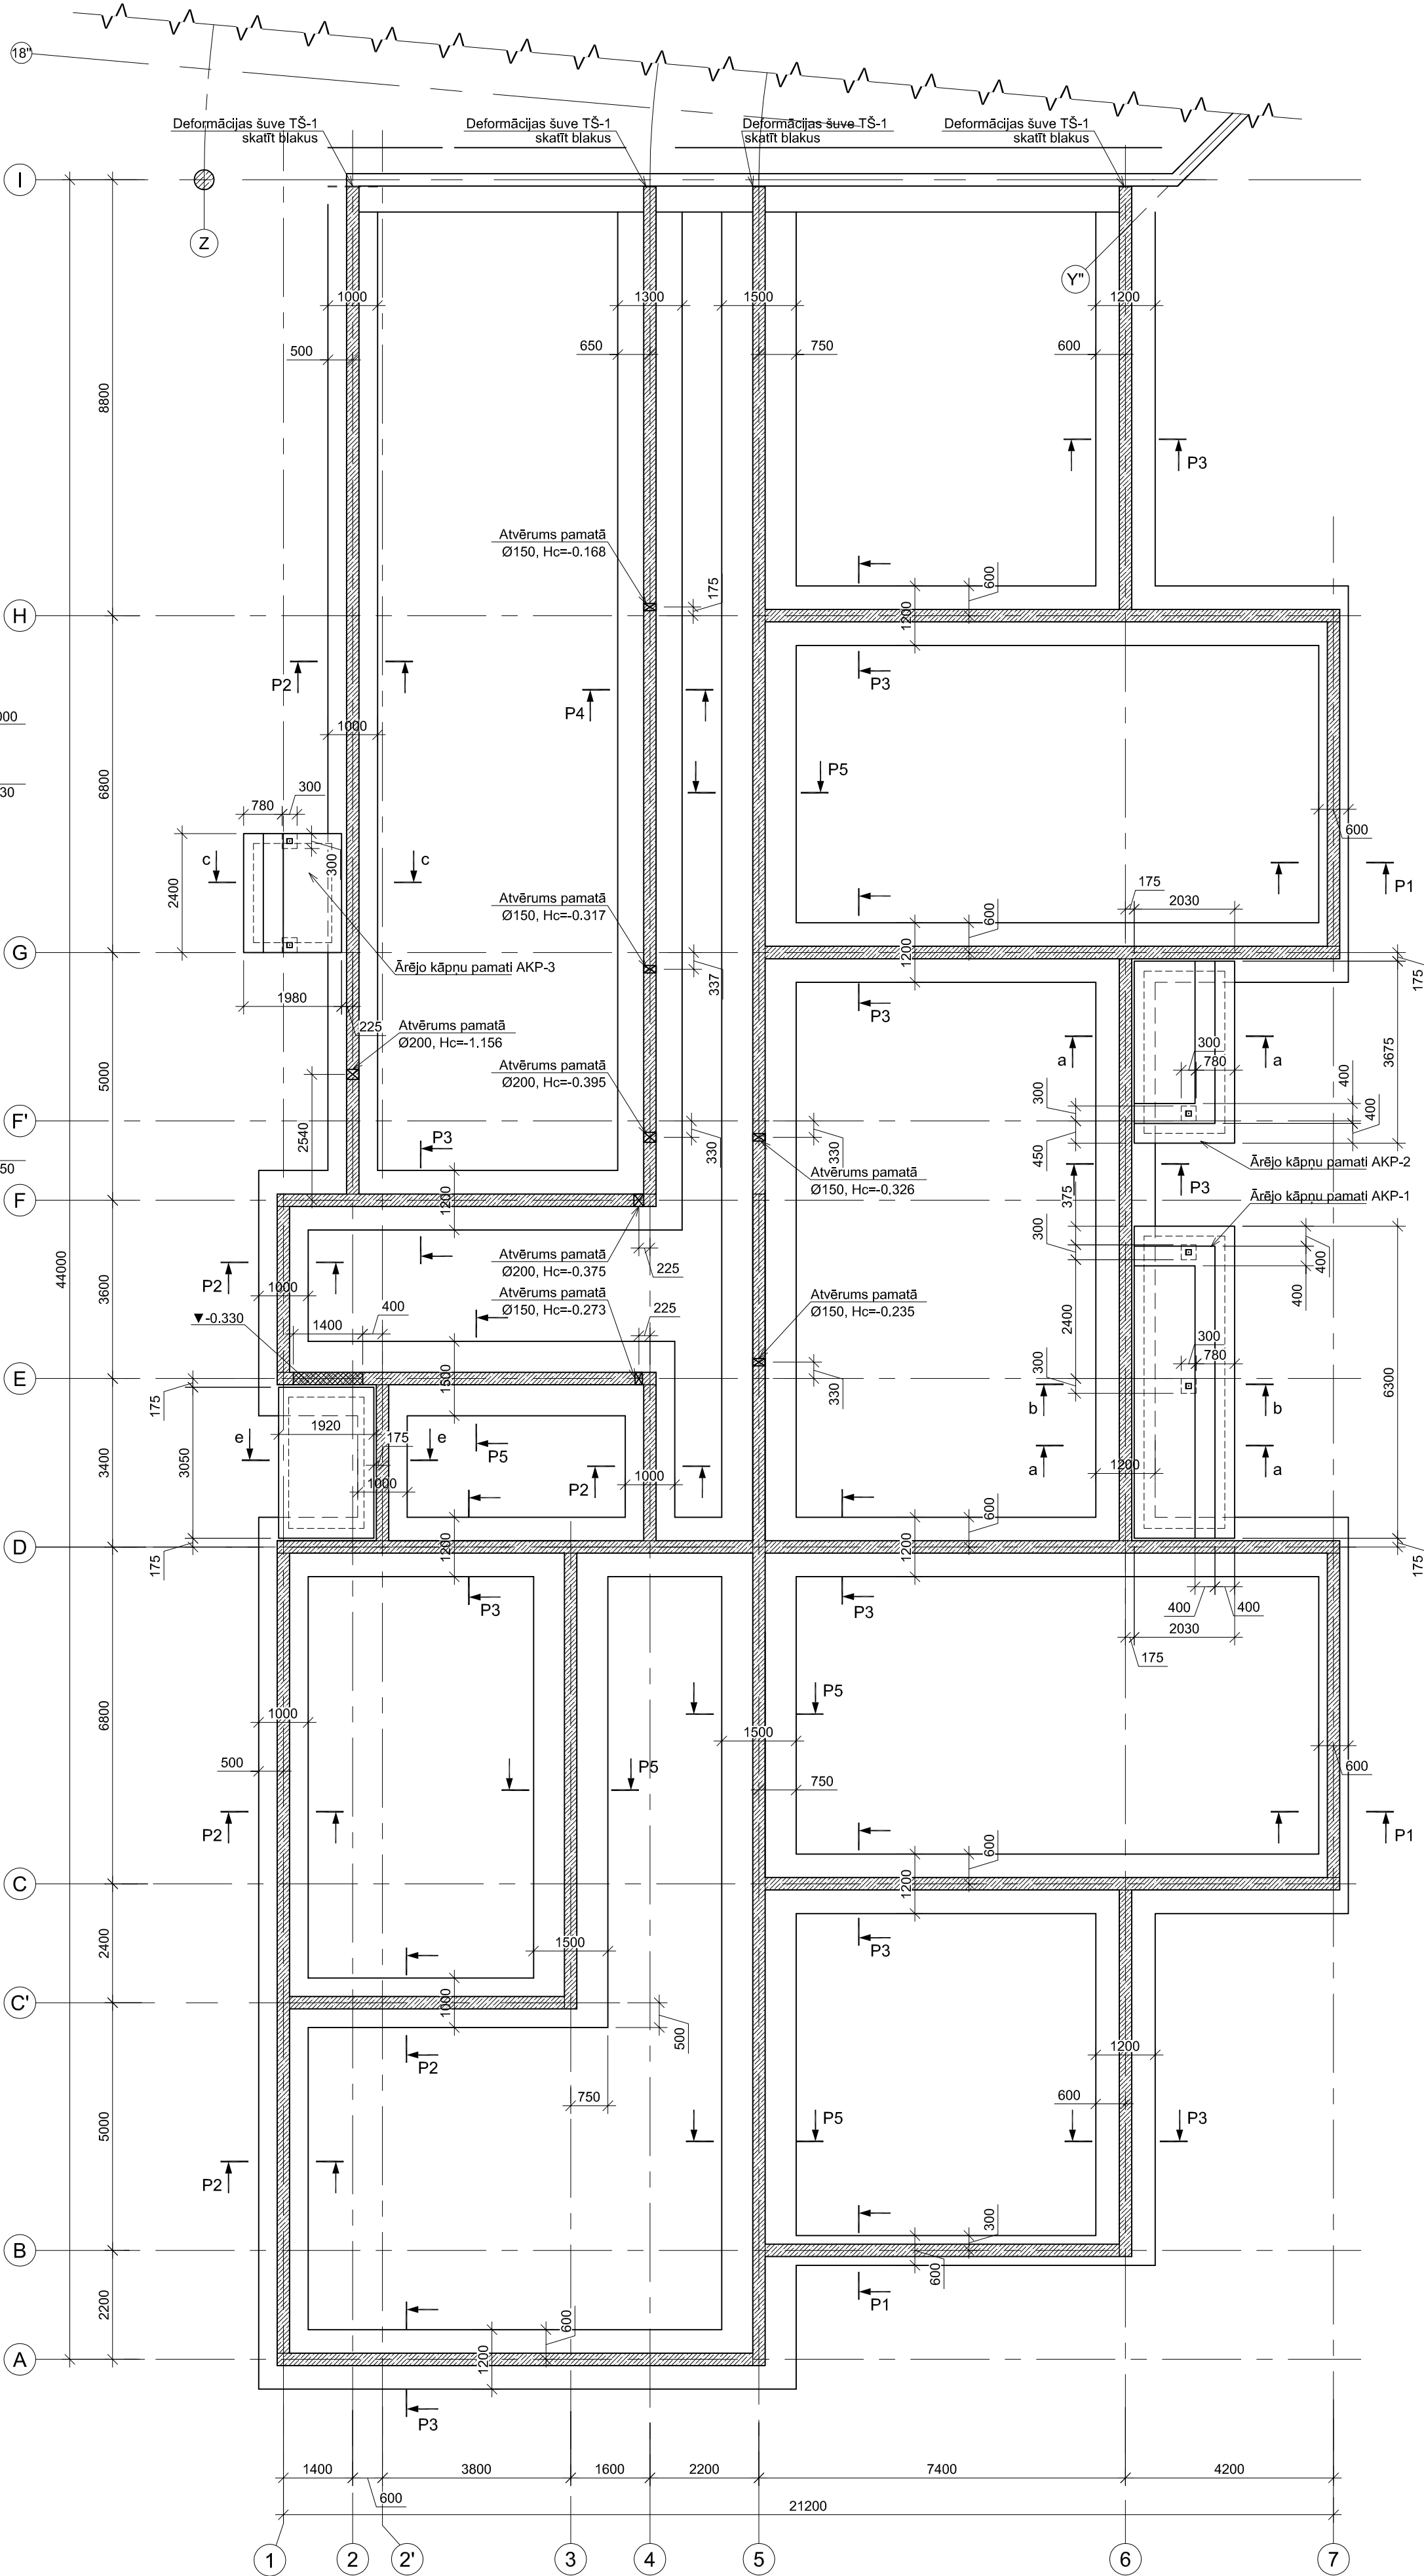 18"
Deformācijas šuve TŠ-1
skatīt blakus
Deformācijas šuve TŠ-1
skatīt blakus
Deformācijas šuve TŠ-1
skatīt blakus
Deformācijas šuve TŠ-1
skatīt blakus
I
Z
Y"
1000
1300
1500
1200
500
650
750
600
8800
P3
Atvērums pamatā
Ø150, Hc=-0.168
175
600
H
1200
P2
P3
P4
000
1000
6800
P5
30
780
300
600
c
c
300
2400
P1
175
Atvērums pamatā
Ø150, Hc=-0.317
2030
600
G
1200
Ārējo kāpņu pamati AKP-3
337
175
1980
P3
225
Atvērums pamatā
Ø200, Hc=-1.156
a
300
780
a
3675
Atvērums pamatā
Ø200, Hc=-0.395
5000
300
400
400
F'
2540
P3
330
330
450
50
Atvērums pamatā
Ø150, Hc=-0.326
Ārējo kāpņu pamati AKP-2
P3
375
Ārējo kāpņu pamati AKP-1
F
1200
300
400
Atvērums pamatā
Ø200, Hc=-0.375
225
44000
3600
P2
1000
400
Atvērums pamatā
Ø150, Hc=-0.273
225
Atvērums pamatā
Ø150, Hc=-0.235
2400
400
-0.330
1400
300
780
E
1500
330
300
6300
175
b
b
1920
175
e
e
P5
3050
3400
1000
P2
1000
a
1200
a
600
D
1200
1200
175
175
P3
P3
400
400
2030
175
6800
P5
1000
1500
500
P5
750
600
P2
P1
600
C
1200
2400
1500
P3
C'
1000
500
P2
1200
750
600
5000
P5
P3
P2
300
B
600
P1
2200
600
A
1200
P3
1400
3800
1600
2200
7400
4200
600
21200
1
2
2'
3
4
5
6
7